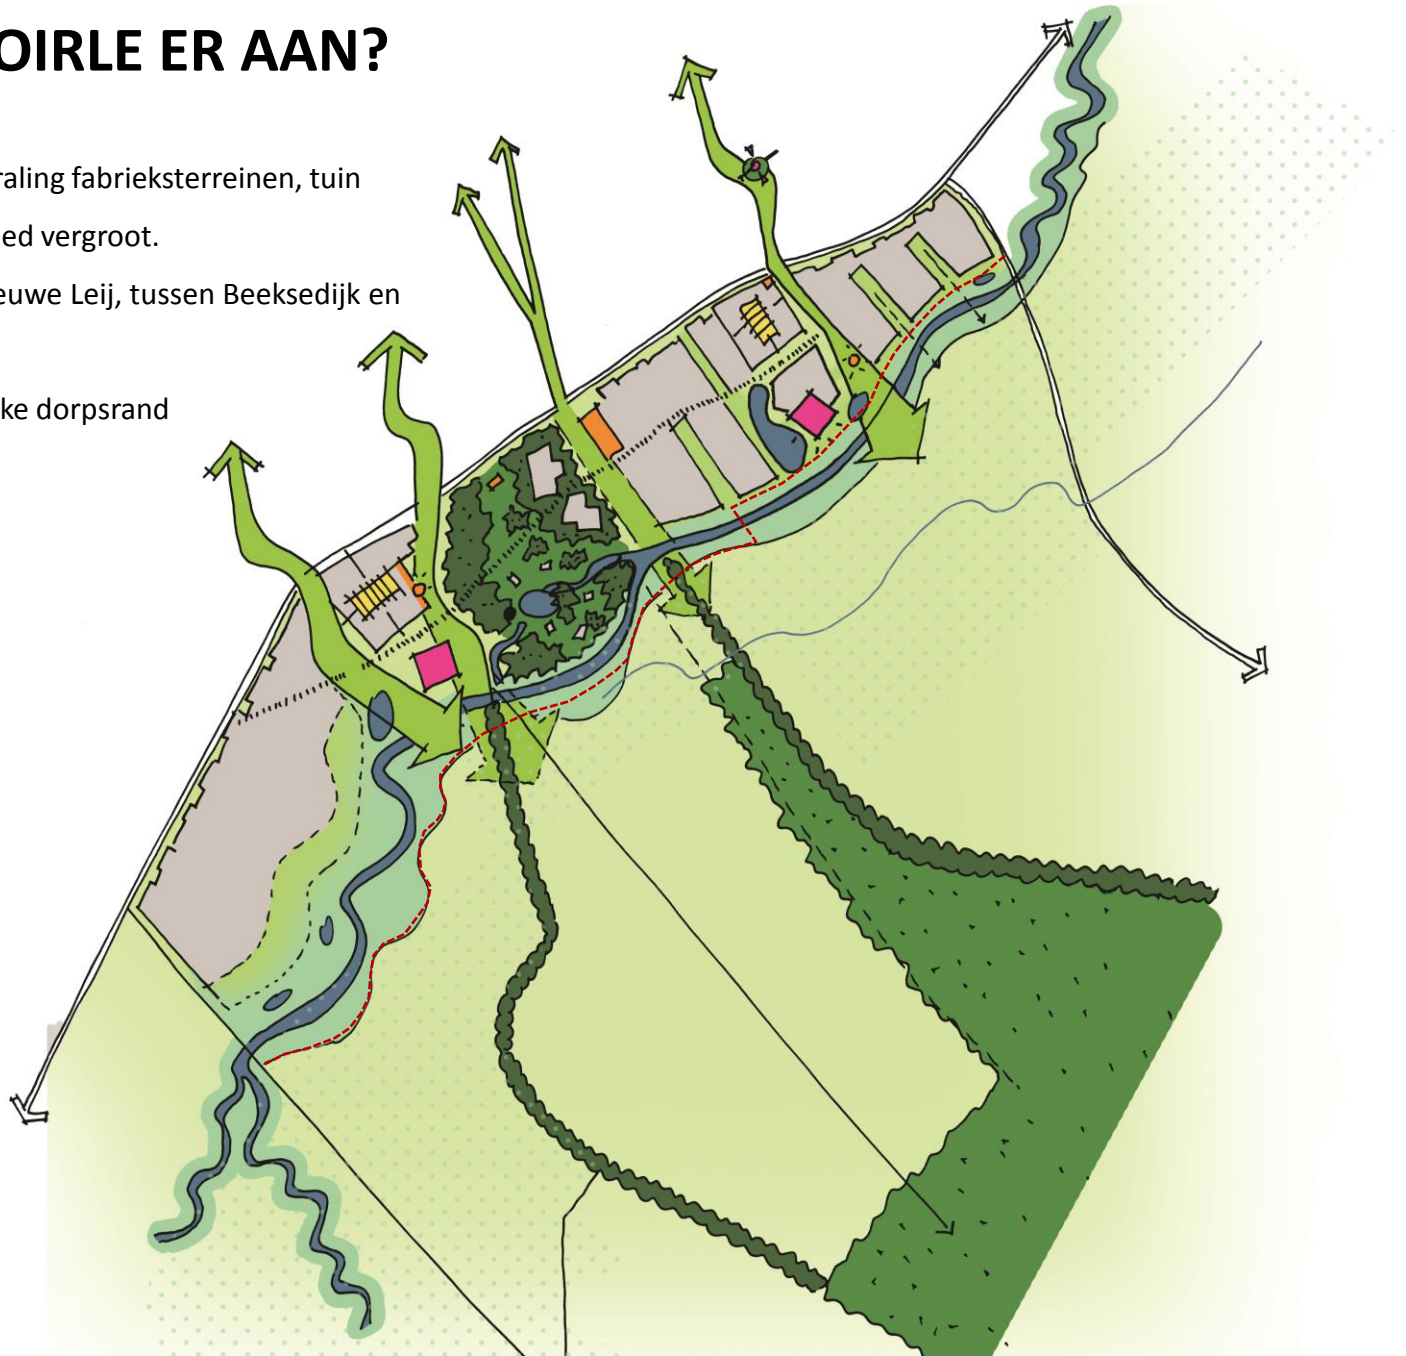 OIRLE ER AAN?
raling fabrieksterreinen, tuin
ed vergroot.
euwe Leij, tussen Beeksedijk en
ke dorpsrand